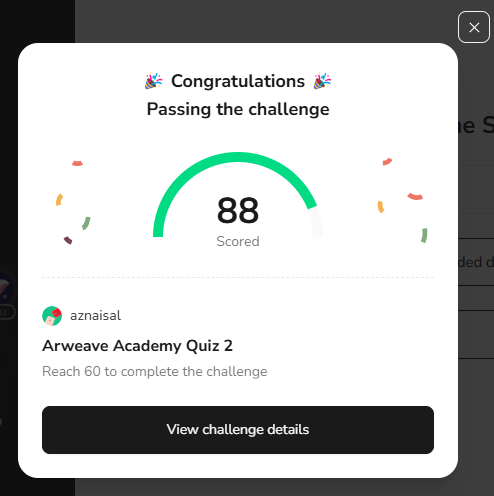 Congratulations
Passing the challenge
88
Scored
aznaisal
Arweave Academy Quiz 2
Reach 60 to complete the challenge
View challenge details